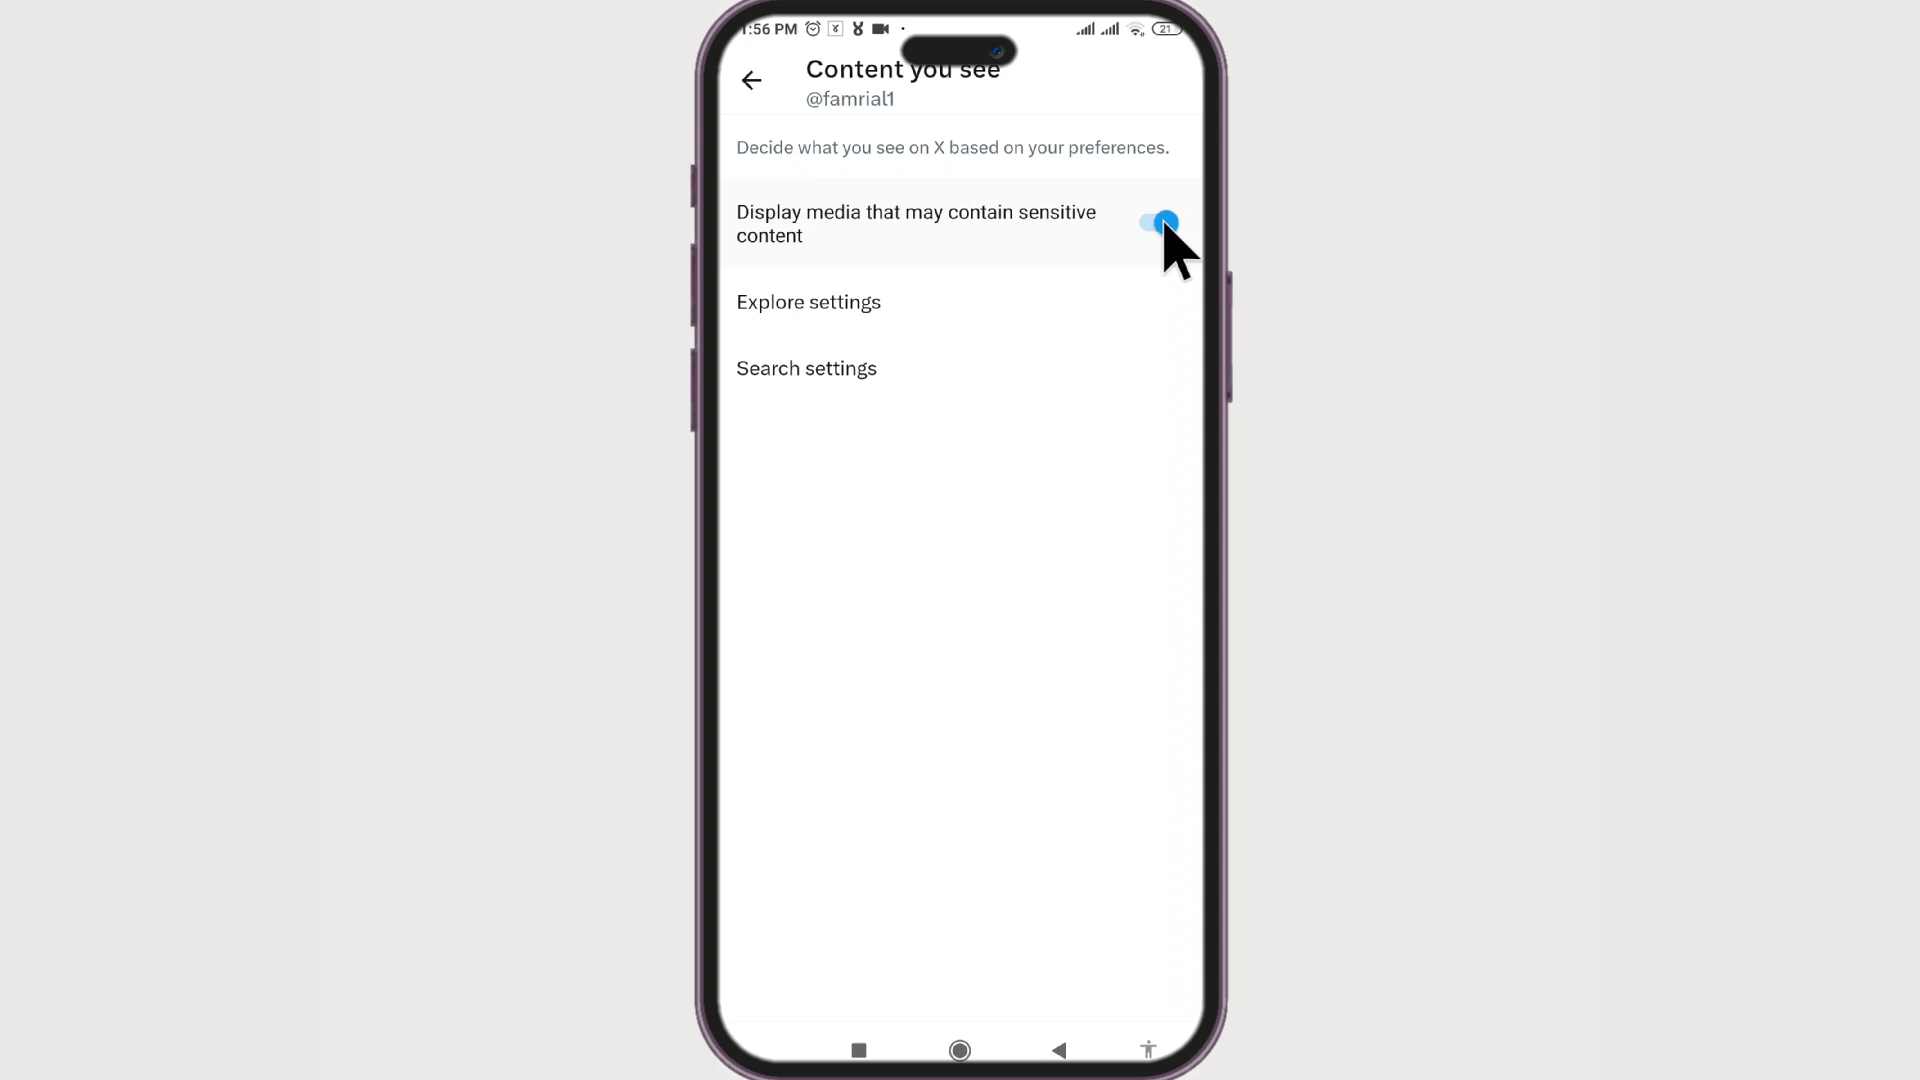 1:56 PM 21
Content you see
@famrial1
Decide what you see on X based on your preferences.
Display media that may contain sensitive
content
Explore settings
Search settings